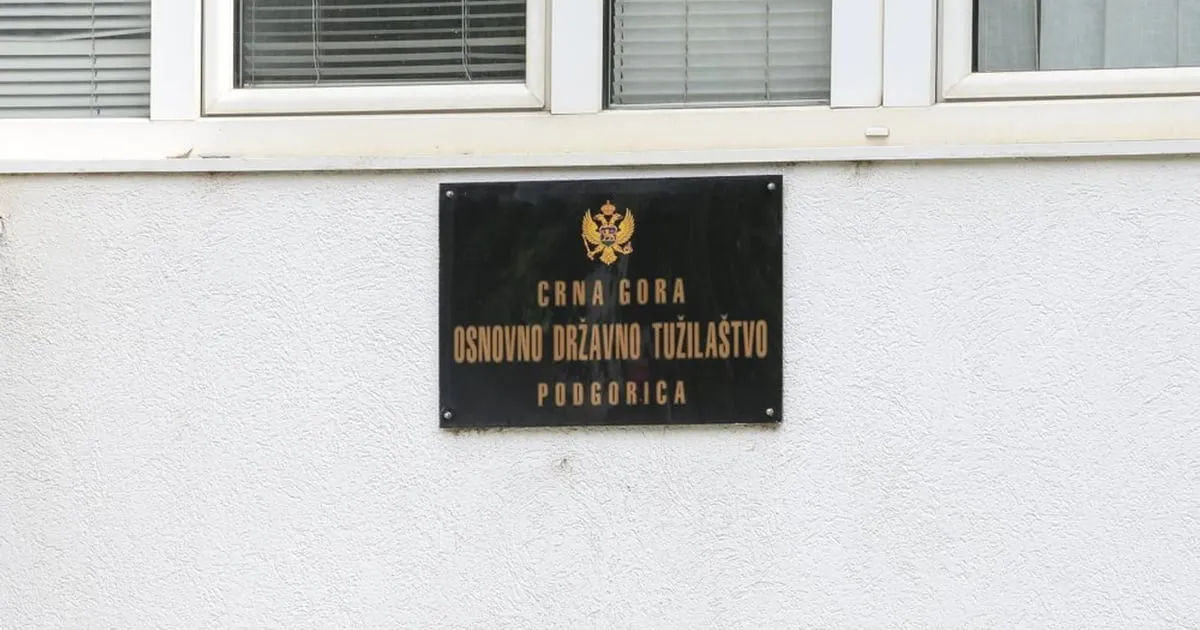 CRNA GORA
OSNOVNO DRŽAVNO TUŽILAŠTVO
PODGORICA